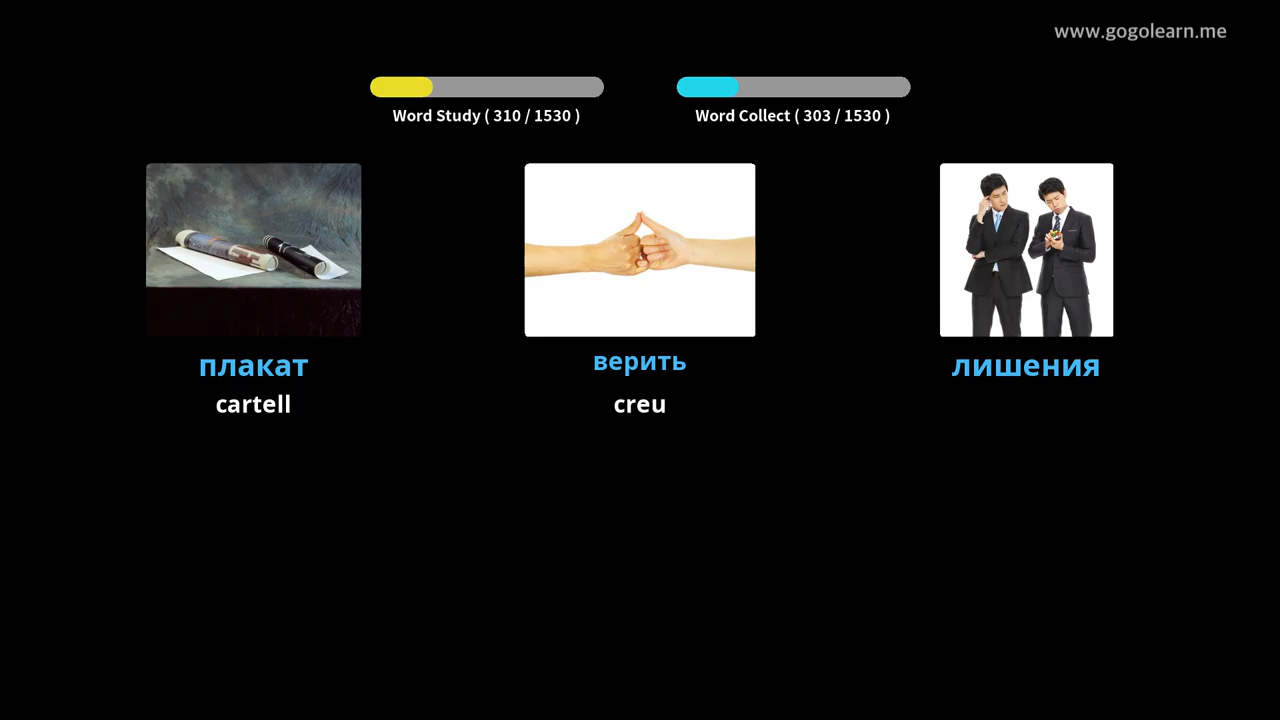 www.gogolearn.me
Word Study ( 310 / 1530 )
Word Collect ( 303 / 1530 )
плакат
верить
лишения
cartell
creu